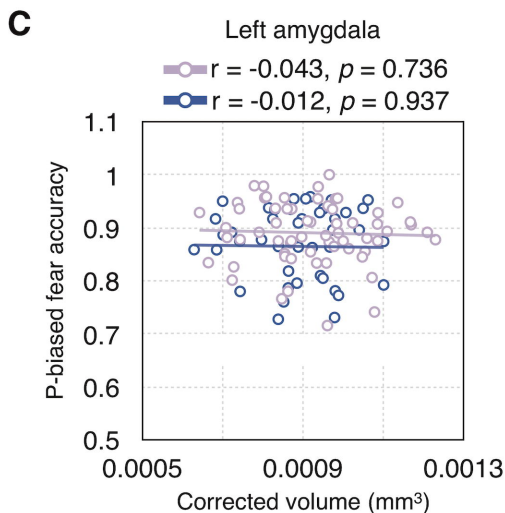 C
Left amygdala
r = -0.043, p = 0.736
r = -0.012, p = 0.937
P-biased fear accuracy
1.1
1
0.9
0.8
0.7
0.6
0.5
0.0005 0.0009 0.0013
Corrected volume (mm³)